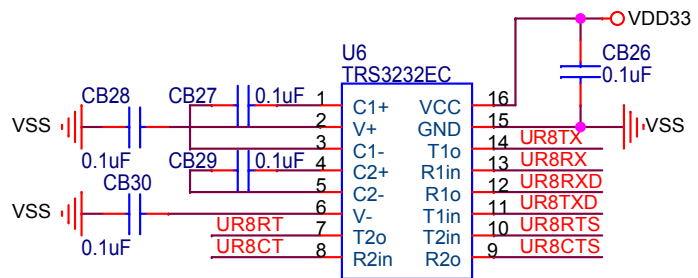 VDD33
U6
TRS3232EC
CB26
0.1uF
CB28
CB27
0.1uF
1
C1+
VCC
16
VSS
2
V+
GND
15
VSS
0.1uF
3
C1-
T1o
14
UR8TX
CB29
0.1uF
4
C2+
R1in
13
UR8RX
CB30
5
C2-
R1o
12
UR8RXD
VSS
6
V-
T1in
11
UR8TXD
0.1uF
UR8RT
7
T2o
T2in
10
UR8RTS
UR8CT
8
R2in
R2o
9
UR8CTS